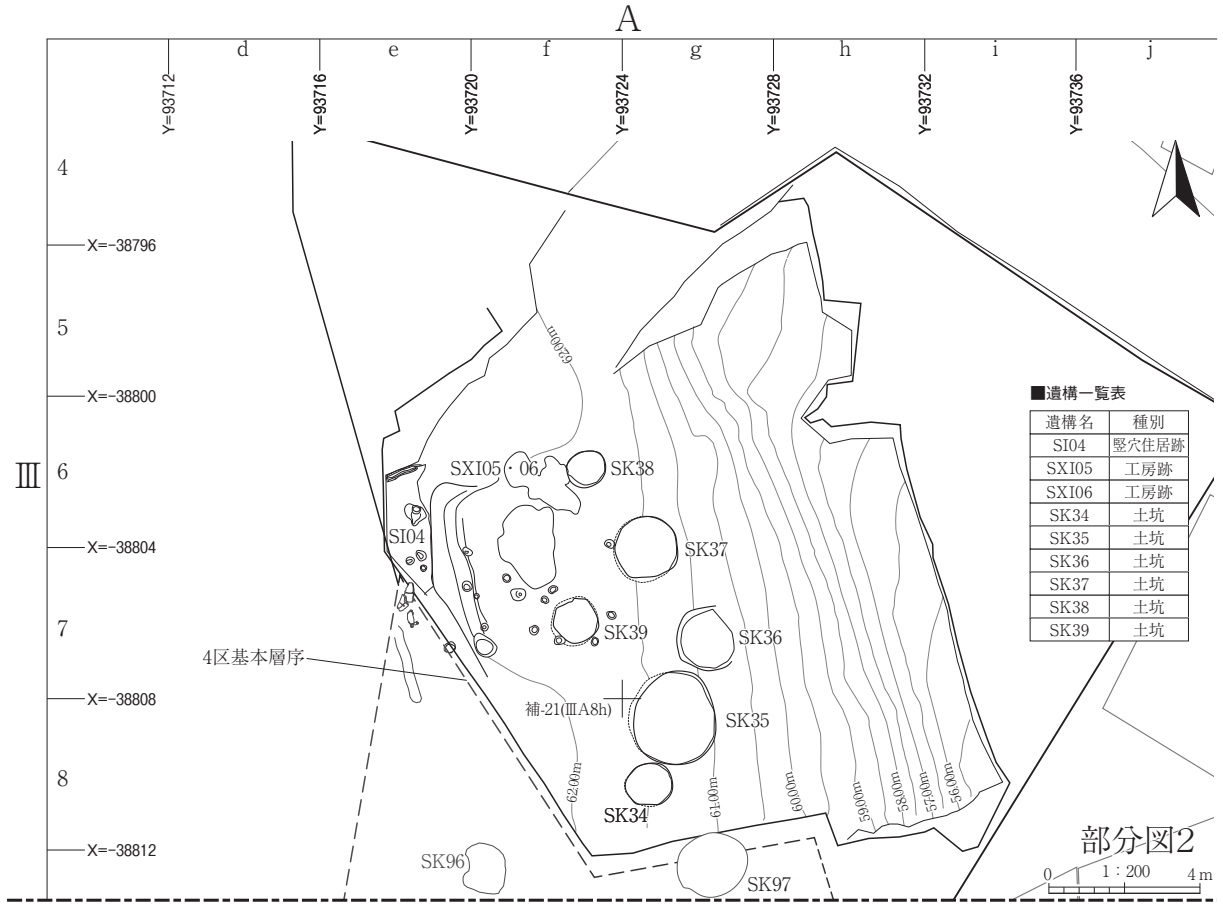 A
d e f g h i j
Y=93712
Y=93716
Y=93720
Y=93724
Y=93728
Y=93732
Y=93736
4
X=-38796
5
62.00m
X=-38800
■遺構一覧表
遺構名 種別
SI04 竪穴住居跡
SXI05 工房跡
SXI06 工房跡
SK34 土坑
SK35 土坑
SK36 土坑
SK37 土坑
SK38 土坑
SK39 土坑
Ⅲ
6
SXI05・06
SK38
SI04
X=-38804
SK37
7
SK39
SK36
4区基本層序
X=-38808
補-21(ⅢA8h)
SK35
8
62.00m
61.00m
60.00m
59.00m
58.00m
57.00m
56.00m
SK34
X=-38812
SK96
SK97
部分図2
0 1:200 4m